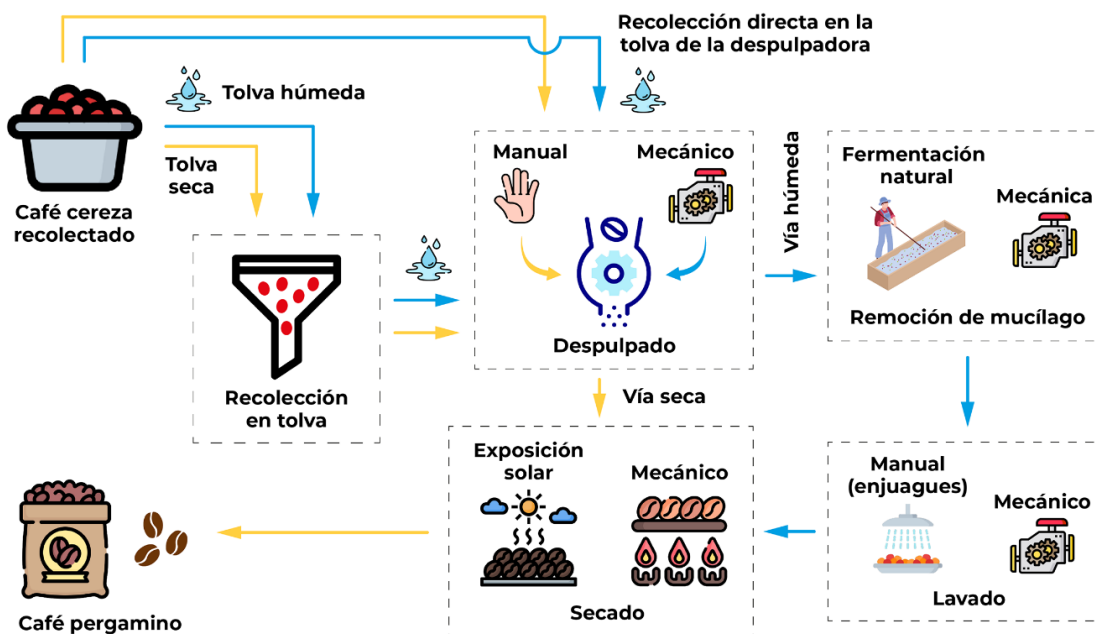 Recolección directa en la
tolva de la despulpadora
Tolva húmeda
Tolva
seca
Café cereza
recolectado
Manual
Mecánico
Despulpado
Vía húmeda
Fermentación
natural
Mecánica
Remoción de mucílago
Recolección
en tolva
Vía seca
Exposición
solar
Mecánico
Secado
Manual
(enjuagues)
Mecánico
Lavado
Café pergamino